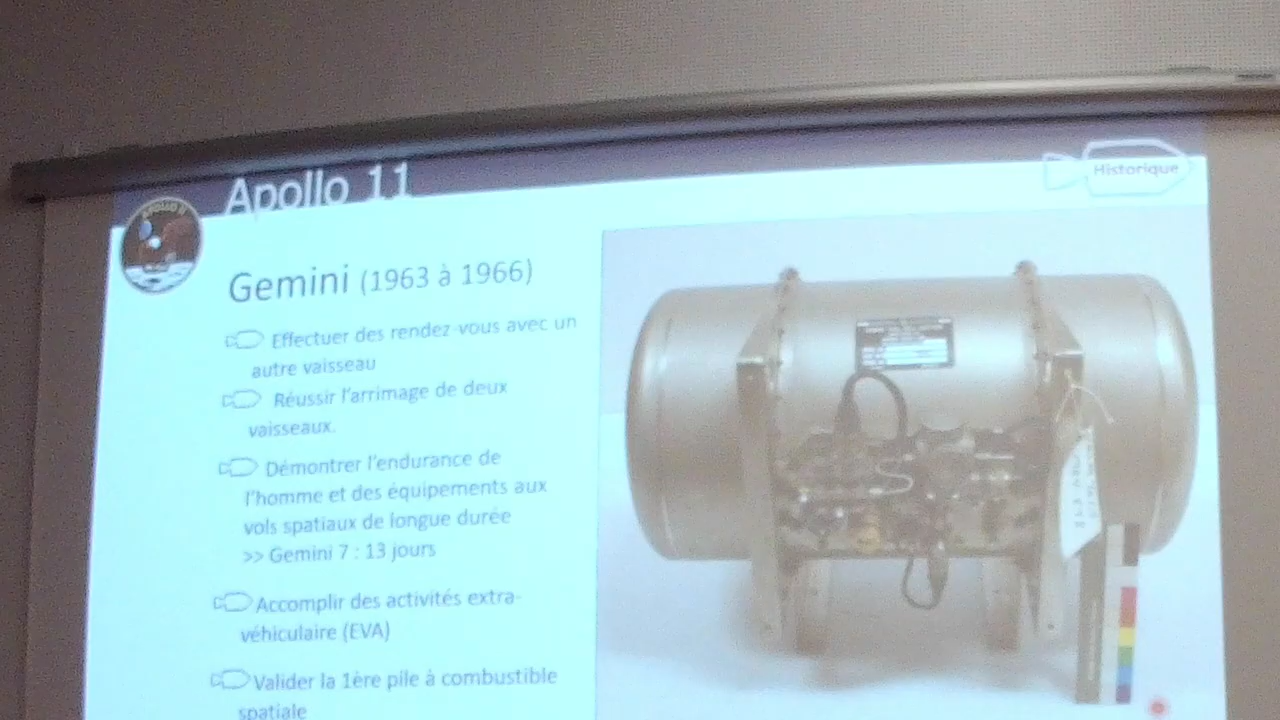 Apollo 11
Historique
APOLLO 11
Gemini (1963 à 1966)
Effectuer des rendez-vous avec un
autre vaisseau
Réussir l'arrimage de deux
vaisseaux.
Démontrer l'endurance de
l'homme et des équipements aux
vols spatiaux de longue durée
>> Gemini 7 : 13 jours
Accomplir des activités extra-
véhiculaire (EVA)
Valider la 1ère pile à combustible
spatiale